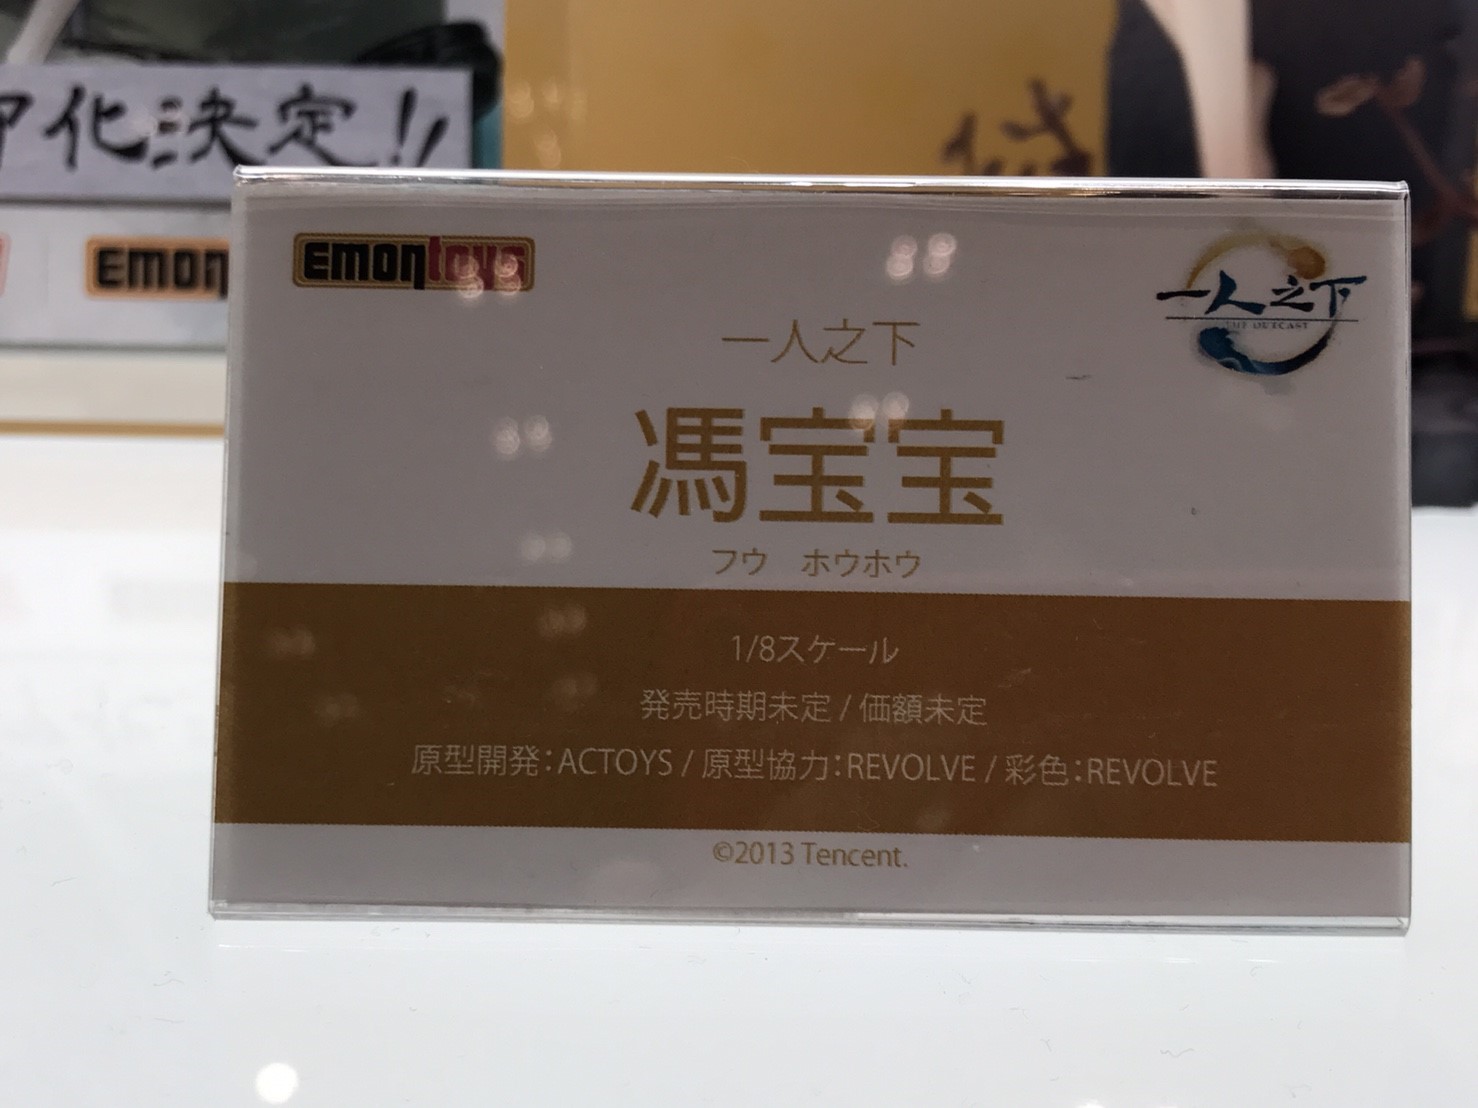 化決定!!
emon
emontoys
一人之下
THE OUTCAST
一人之下
馮宝宝
フウ ホウホウ
1/8スケール
発売時期未定 / 価額未定
原型開発：ACTOYS / 原型協力：REVOLVE / 彩色：REVOLVE
©2013 Tencent.